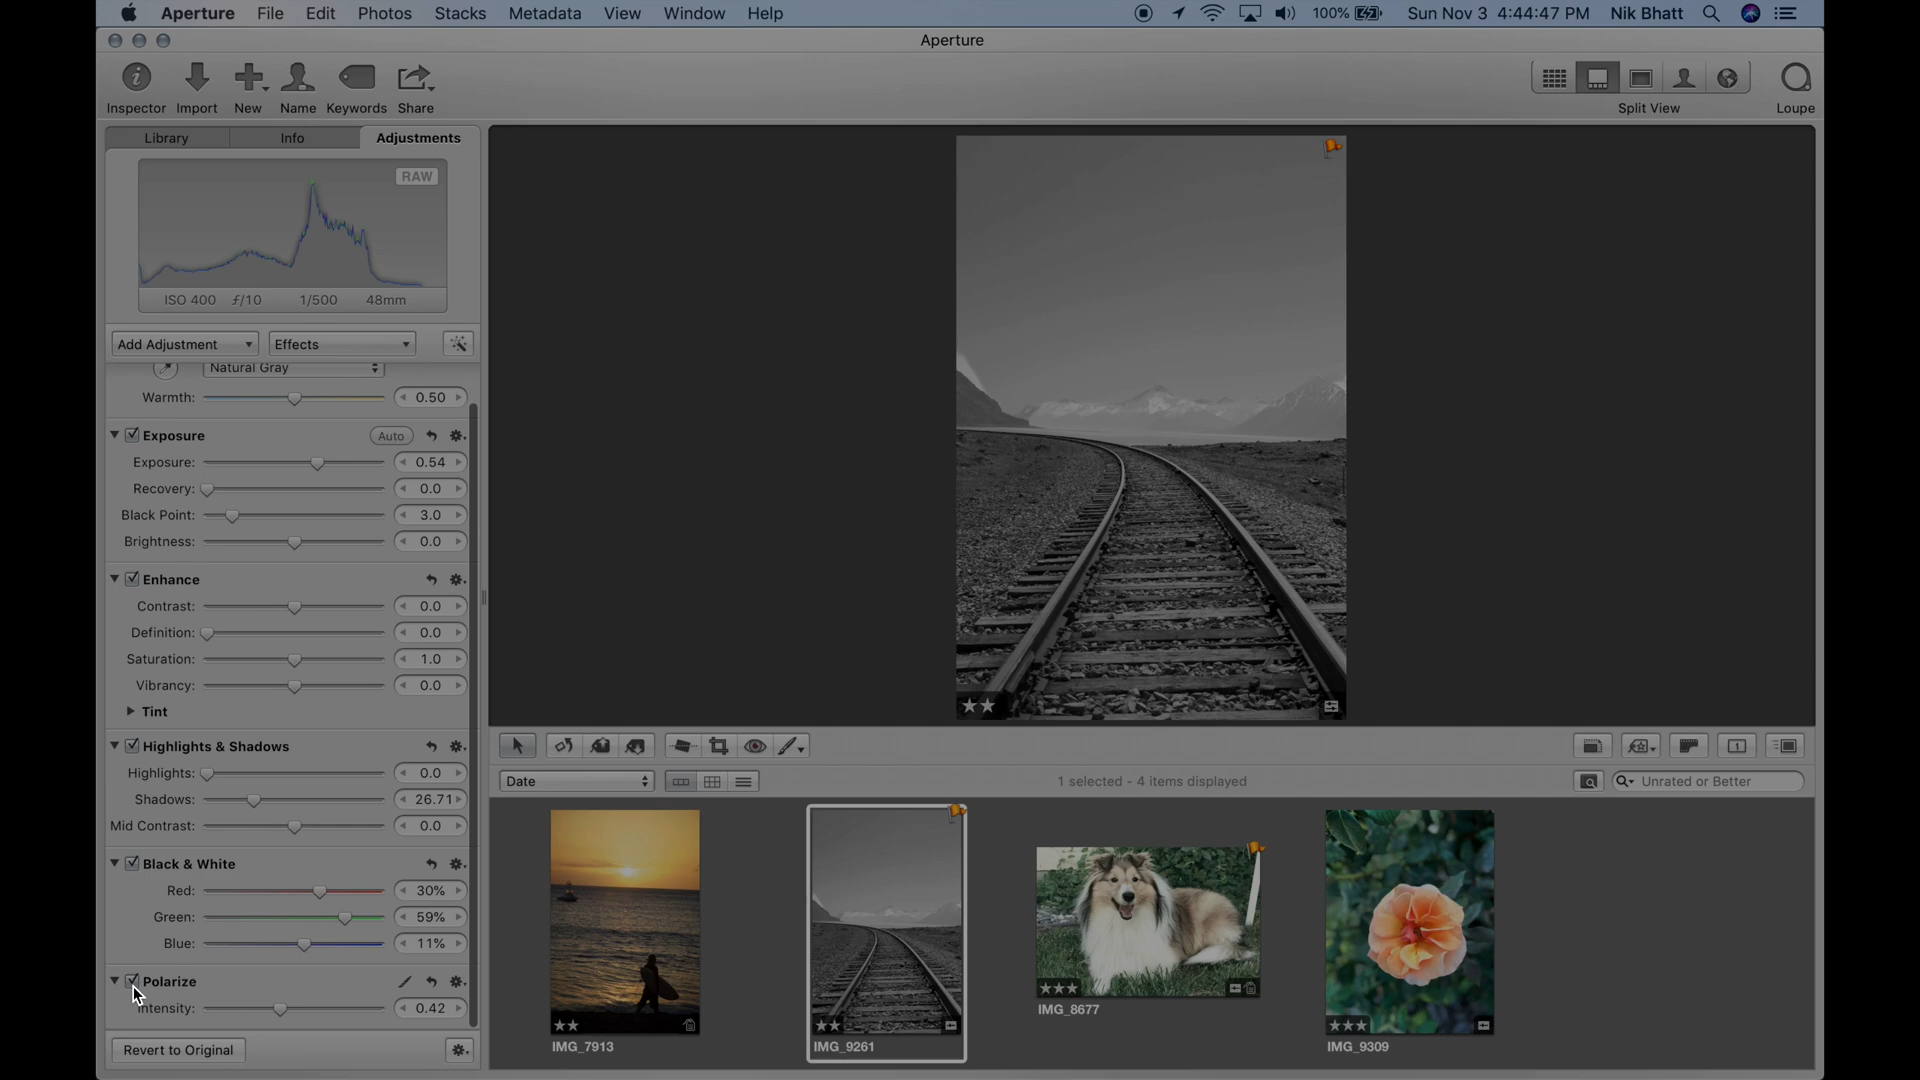 Aperture File Edit Photos Stacks Metadata View Window Help 100% Sun Nov 3 4:44:47 PM Nik Bhatt
Aperture
Inspector Import New Name Keywords Share Split View Loupe
Library Info Adjustments
RAW
ISO 400 ƒ/10 1/500 48mm
Add Adjustment Effects
Natural Gray
Warmth: 0.50
Exposure Auto
Exposure: 0.54
Recovery: 0.0
Black Point: 3.0
Brightness: 0.0
Enhance
Contrast: 0.0
Definition: 0.0
Saturation: 1.0
Vibrancy: 0.0
Tint
Highlights & Shadows
Highlights: 0.0
Shadows: 26.71
Mid Contrast: 0.0
Black & White
Red: 30%
Green: 59%
Blue: 11%
Polarize
Intensity: 0.42
Revert to Original
Date 1 selected - 4 items displayed Unrated or Better
IMG_7913
IMG_9261
IMG_8677
IMG_9309